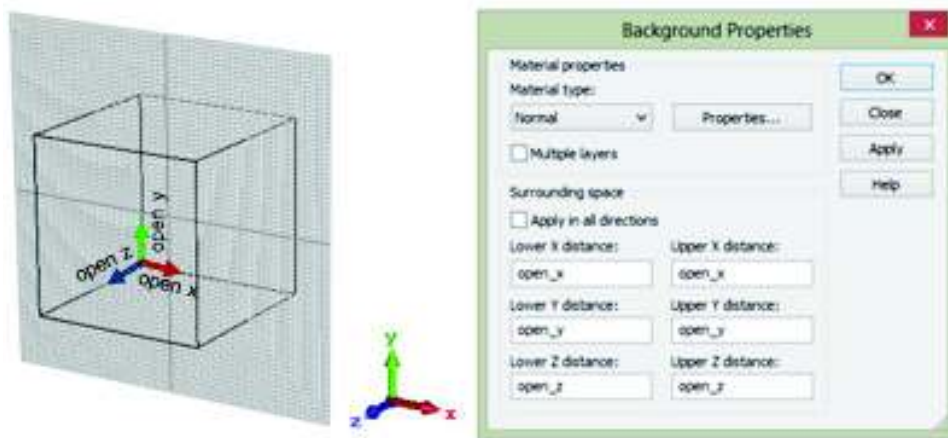 open y
open z
open x
y
z
x
Background Properties
x
Material properties
Material type:
Normal
Properties...
Multiple layers
Surrounding space
Apply in all directions
Lower X distance:
Upper X distance:
open_x
open_x
Lower Y distance:
Upper Y distance:
open_y
open_y
Lower Z distance:
Upper Z distance:
open_z
open_z
OK
Close
Apply
Help